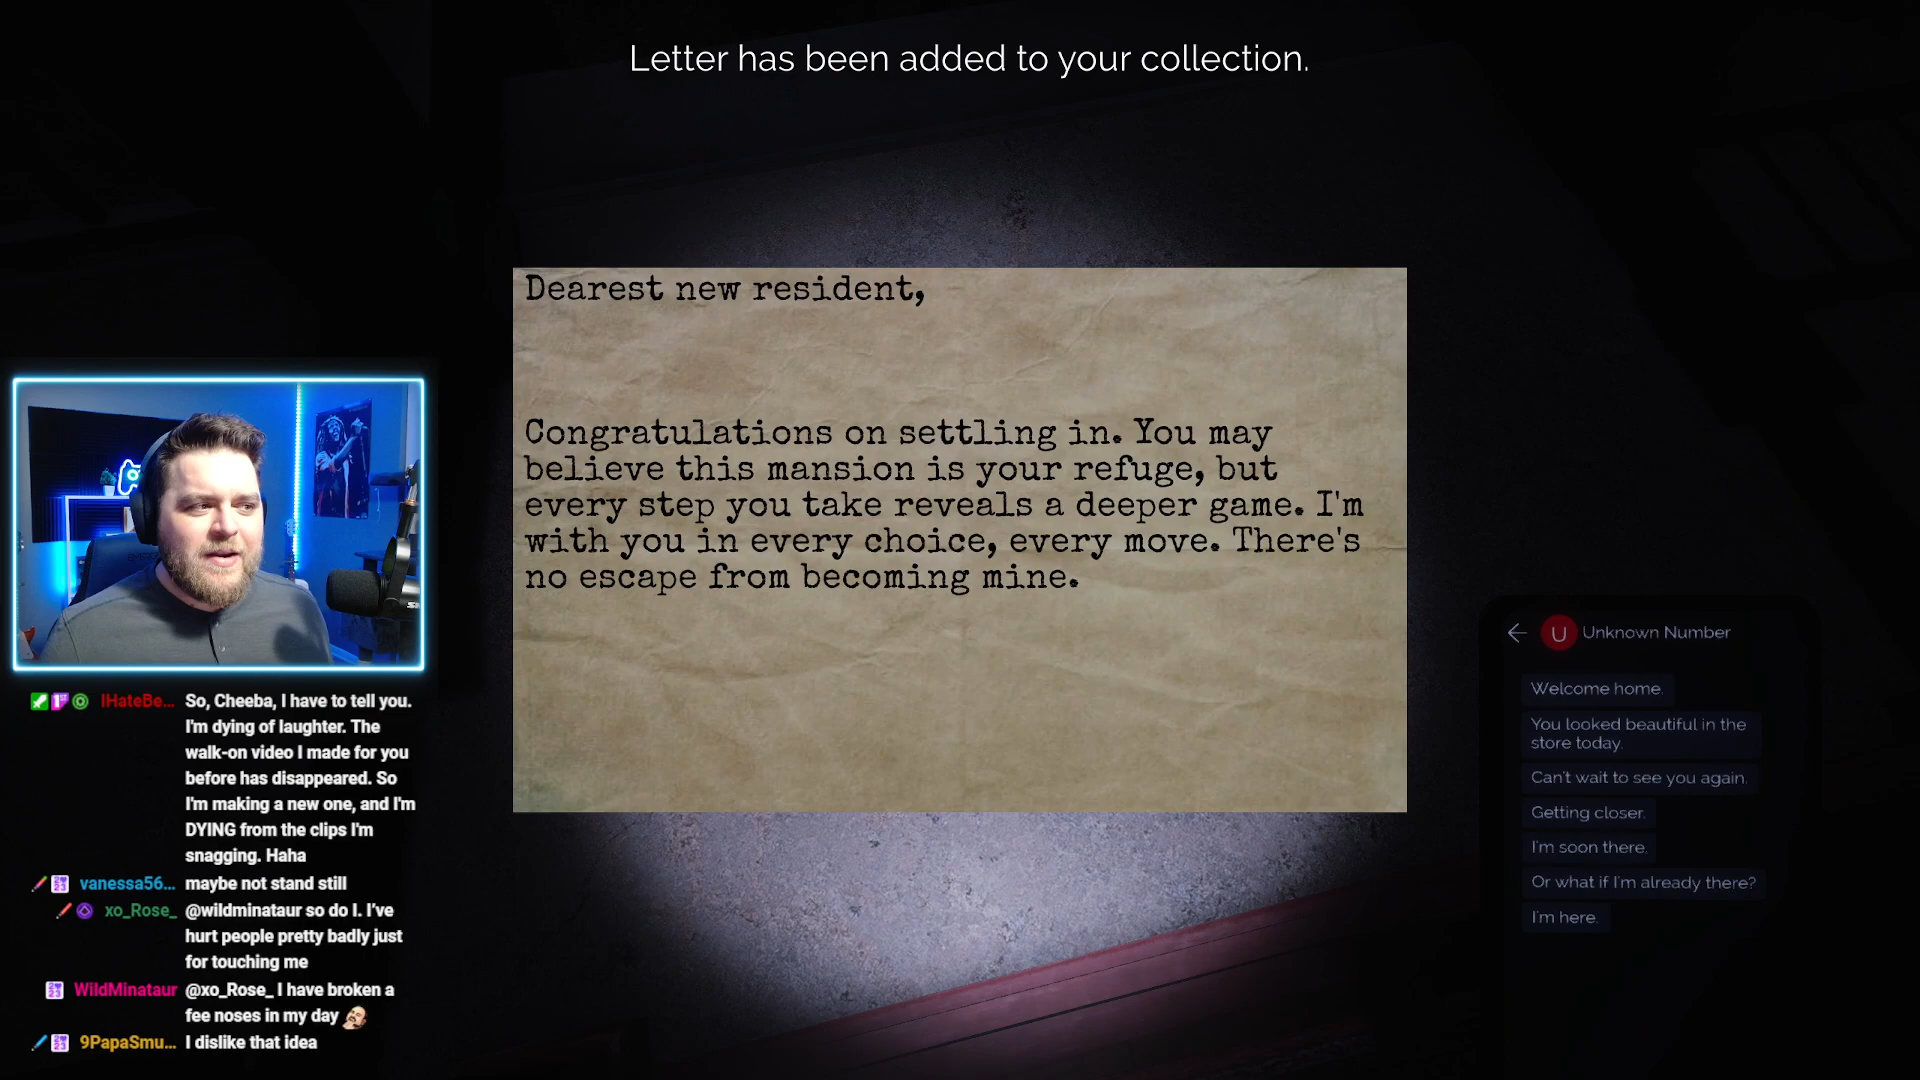 Letter has been added to your collection.
Dearest new resident,
Congratulations on settling in. You may
believe this mansion is your refuge, but
every step you take reveals a deeper game. I'm
with you in every choice, every move. There's
no escape from becoming mine.
Unknown Number
U
Welcome home.
You looked beautiful in the
store today.
Can't wait to see you again.
Getting closer.
I'm soon there.
Or what if I'm already there?
I'm here.
IHateBe... So, Cheeba, I have to tell you.
I'm dying of laughter. The
walk-on video I made for you
before has disappeared. So
I'm making a new one, and I'm
DYING from the clips I'm
snagging. Haha
vanessa56... maybe not stand still
xo_Rose_ @wildminataur so do I. I've
hurt people pretty badly just
for touching me
WildMinataur @xo_Rose_ I have broken a
fee noses in my day
9PapaSmu... I dislike that idea